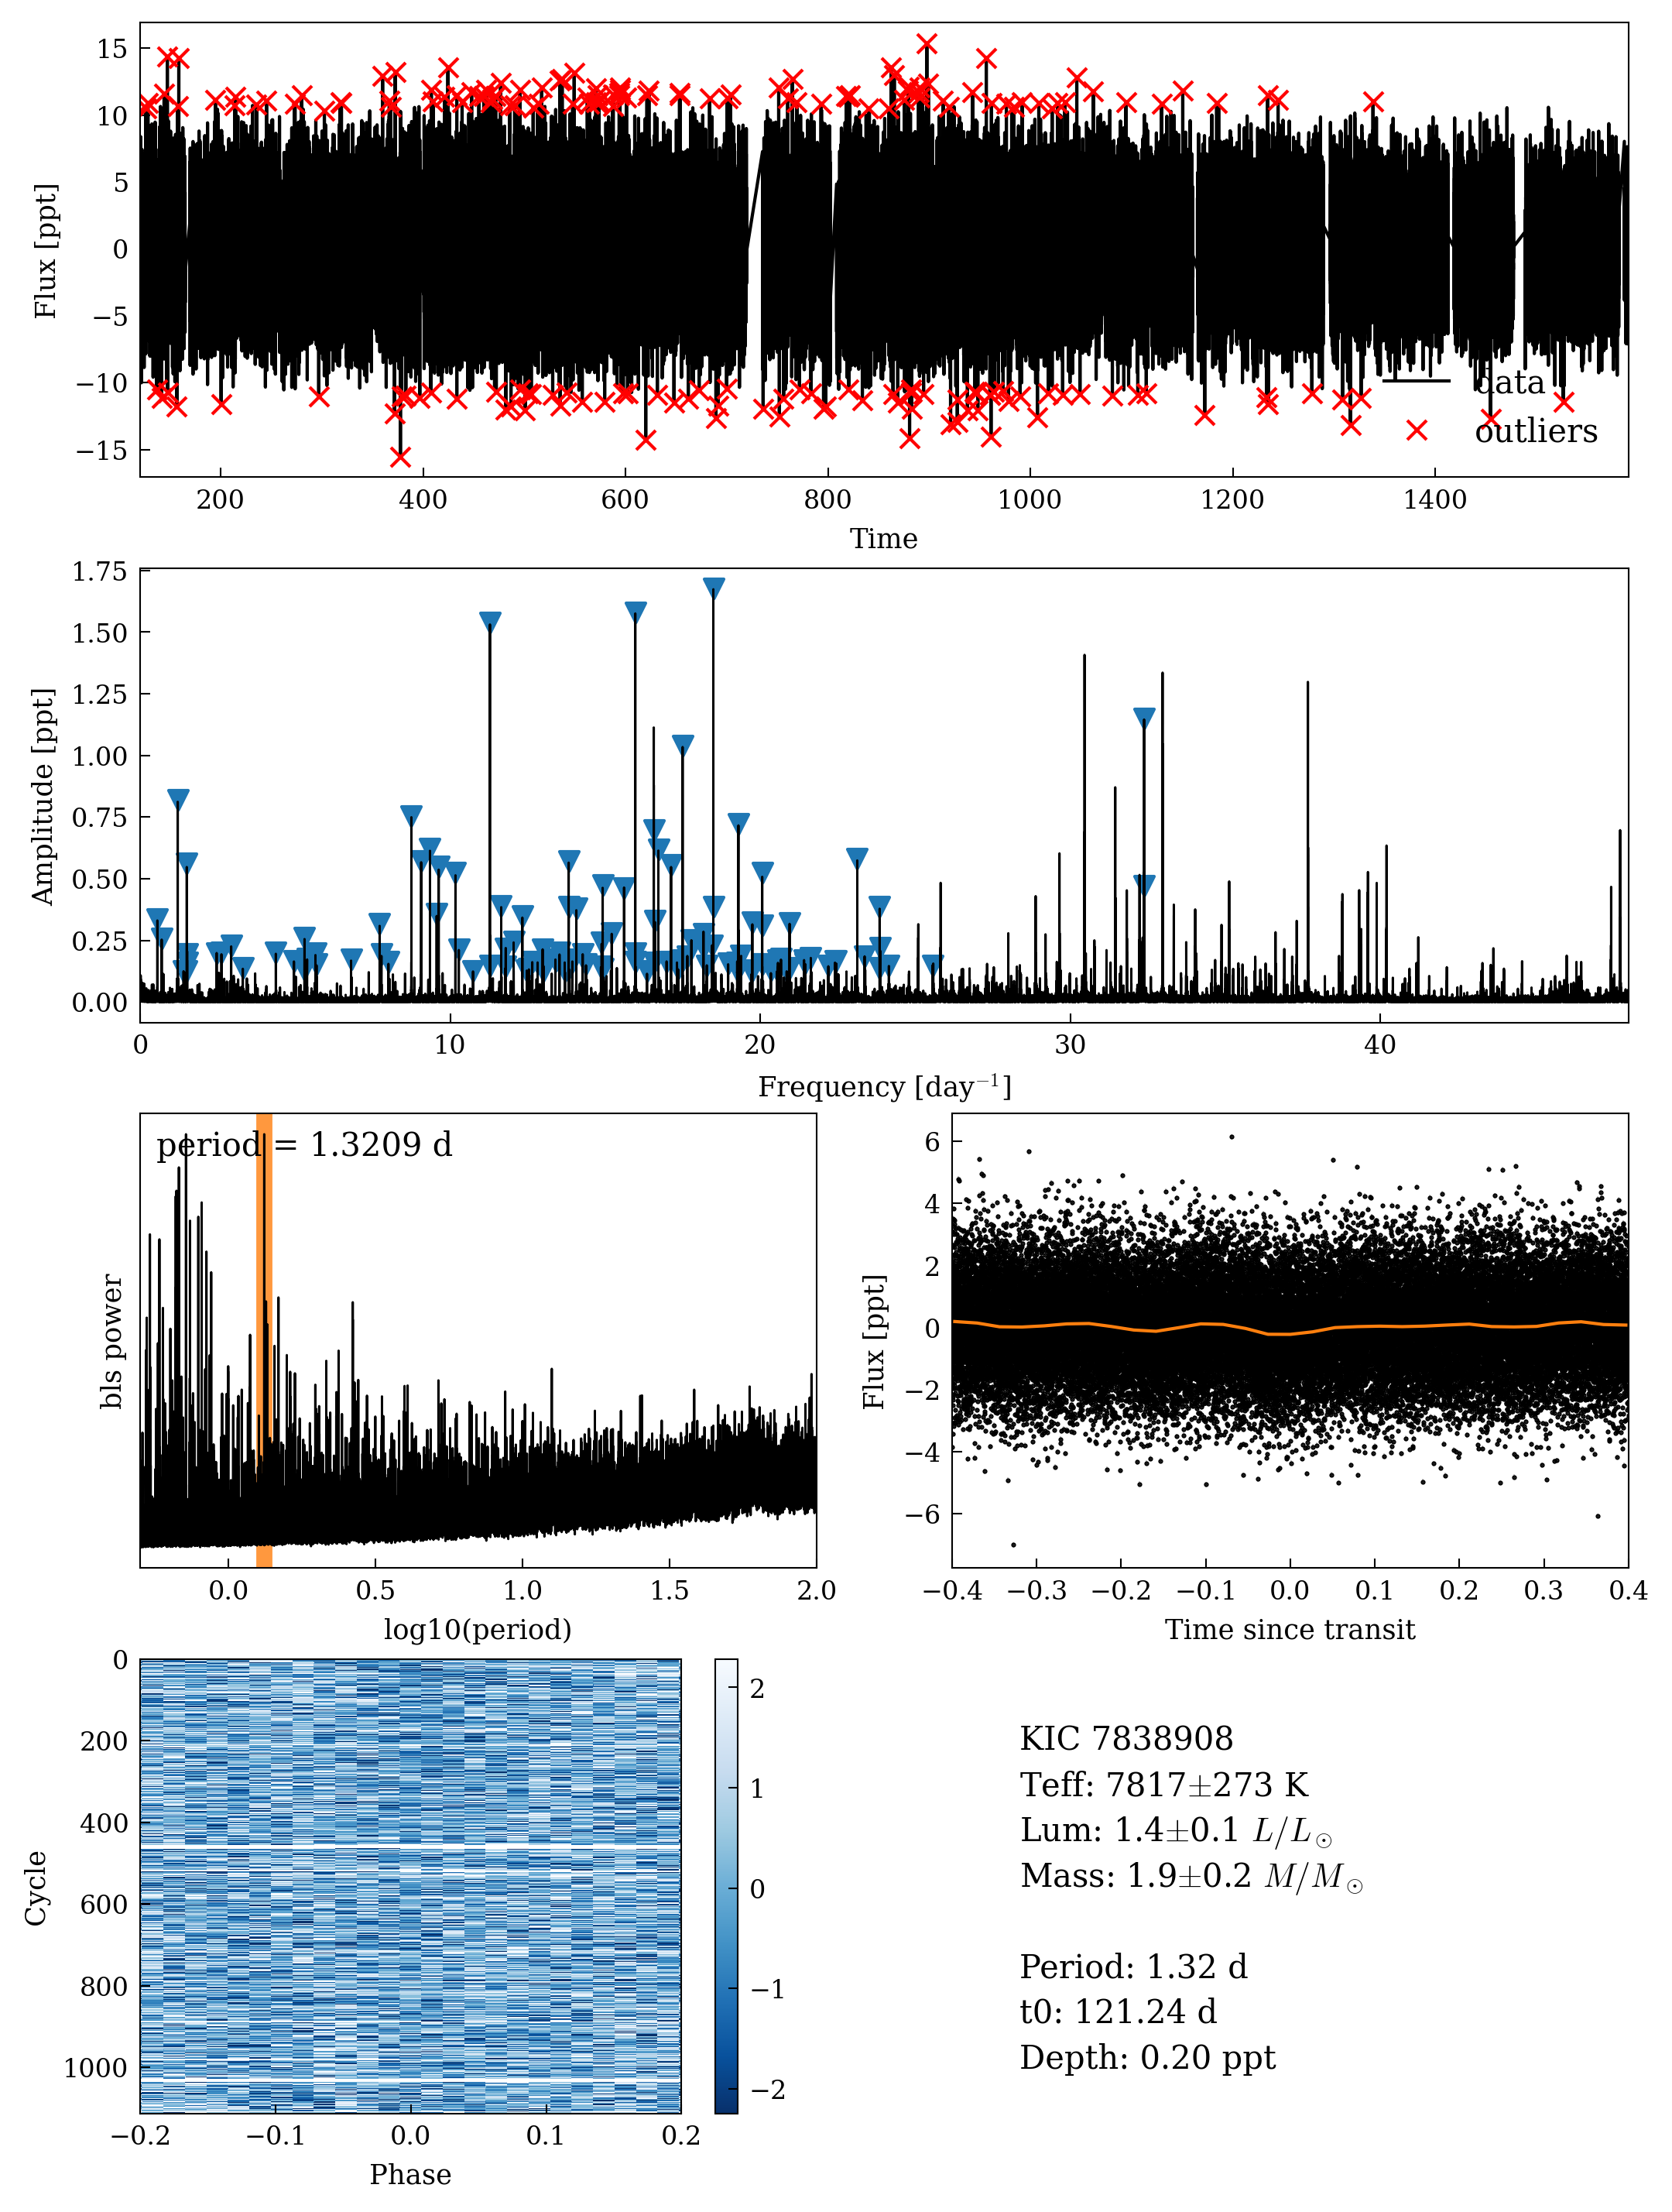 15
10
5
0
−5
−10
−15
Flux [ppt]
data
outliers
200 400 600 800 1000 1200 1400
Time
1.75
1.50
1.25
1.00
0.75
0.50
0.25
0.00
Amplitude [ppt]
0 10 20 30 40
Frequency [day⁻¹]
period = 1.3209 d
bls power
0.0 0.5 1.0 1.5 2.0
log10(period)
6
4
2
0
−2
−4
−6
Flux [ppt]
−0.4 −0.3 −0.2 −0.1 0.0 0.1 0.2 0.3 0.4
Time since transit
0
200
400
600
800
1000
Cycle
−0.2 −0.1 0.0 0.1 0.2
Phase
2
1
0
−1
−2
KIC 7838908
Teff: 7817±273 K
Lum: 1.4±0.1 L/L☉
Mass: 1.9±0.2 M/M☉
Period: 1.32 d
t0: 121.24 d
Depth: 0.20 ppt